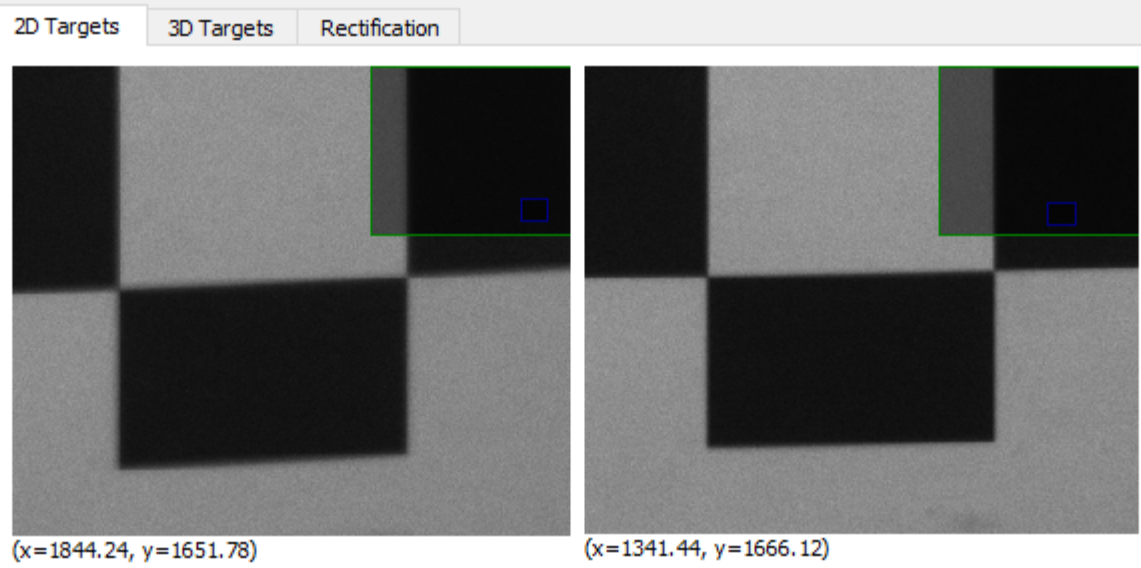 2D Targets
3D Targets
Rectification
(x=1844.24, y=1651.78)
(x=1341.44, y=1666.12)